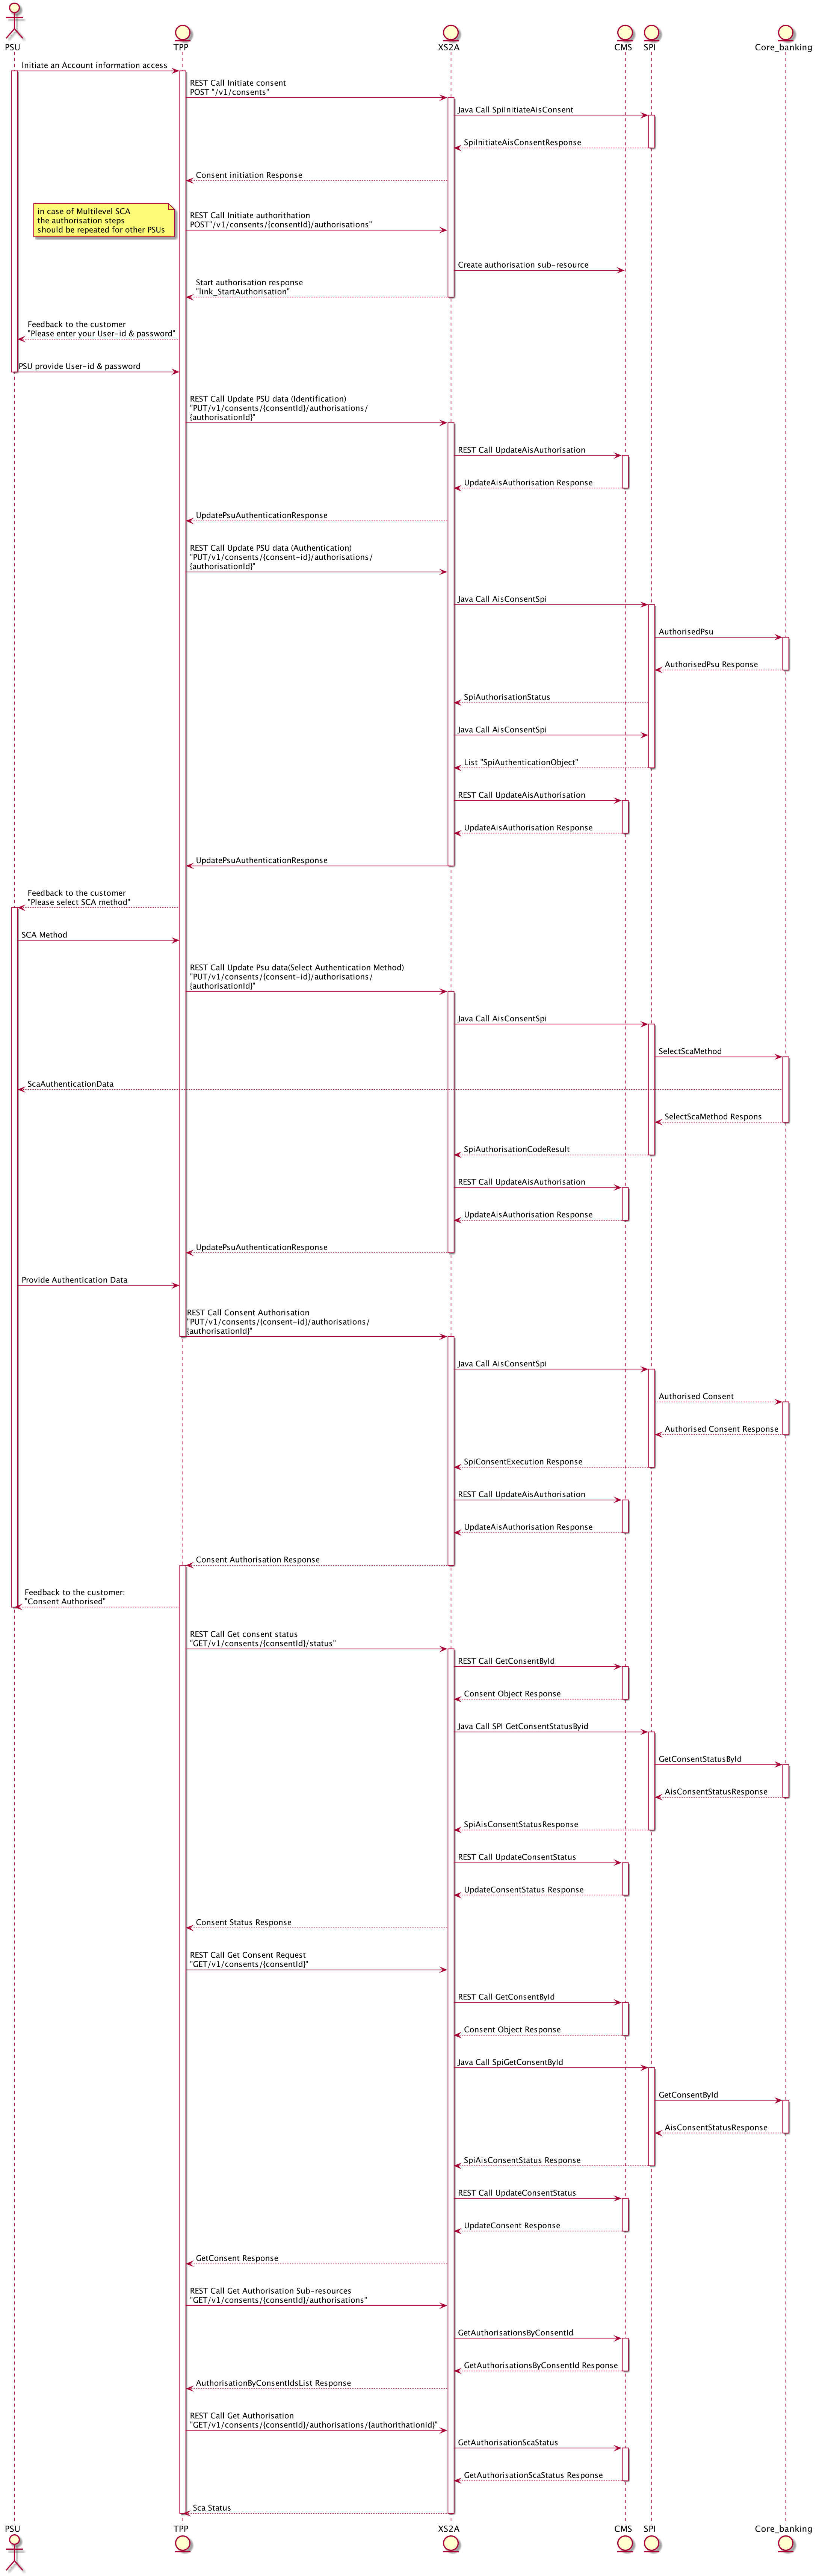 PSU
TPP
XS2A
CMS
SPI
Core_banking
Initiate an Account information access
REST Call Initiate consent
POST "/v1/consents"
Java Call SpiInitiateAisConsent
SpiInitiateAisConsentResponse
Consent initiation Response
in case of Multilevel SCA
the authorisation steps
should be repeated for other PSUs
REST Call Initiate authorithation
POST"/v1/consents/{consentId}/authorisations"
Create authorisation sub-resource
Start authorisation response
"link_StartAuthorisation"
Feedback to the customer
"Please enter your User-id & password"
PSU provide User-id & password
REST Call Update PSU data (Identification)
"PUT/v1/consents/{consentId}/authorisations/
{authorisationId}"
REST Call UpdateAisAuthorisation
UpdateAisAuthorisation Response
UpdatePsuAuthenticationResponse
REST Call Update PSU data (Authentication)
"PUT/v1/consents/{consent-id}/authorisations/
{authorisationId}"
Java Call AisConsentSpi
AuthorisedPsu
AuthorisedPsu Response
SpiAuthorisationStatus
Java Call AisConsentSpi
List "SpiAuthenticationObject"
REST Call UpdateAisAuthorisation
UpdateAisAuthorisation Response
UpdatePsuAuthenticationResponse
Feedback to the customer
"Please select SCA method"
SCA Method
REST Call Update Psu data(Select Authentication Method)
"PUT/v1/consents/{consent-id}/authorisations/
{authorisationId}"
Java Call AisConsentSpi
SelectScaMethod
ScaAuthenticationData
SelectScaMethod Respons
SpiAuthorisationCodeResult
REST Call UpdateAisAuthorisation
UpdateAisAuthorisation Response
UpdatePsuAuthenticationResponse
Provide Authentication Data
REST Call Consent Authorisation
"PUT/v1/consents/{consent-id}/authorisations/
{authorisationId}"
Java Call AisConsentSpi
Authorised Consent
Authorised Consent Response
SpiConsentExecution Response
REST Call UpdateAisAuthorisation
UpdateAisAuthorisation Response
Consent Authorisation Response
Feedback to the customer:
"Consent Authorised"
REST Call Get consent status
"GET/v1/consents/{consentId}/status"
REST Call GetConsentById
Consent Object Response
Java Call SPI GetConsentStatusByid
GetConsentStatusById
AisConsentStatusResponse
SpiAisConsentStatusResponse
REST Call UpdateConsentStatus
UpdateConsentStatus Response
Consent Status Response
REST Call Get Consent Request
"GET/v1/consents/{consentId}"
REST Call GetConsentById
Consent Object Response
Java Call SpiGetConsentById
GetConsentById
AisConsentStatusResponse
SpiAisConsentStatus Response
REST Call UpdateConsentStatus
UpdateConsent Response
GetConsent Response
REST Call Get Authorisation Sub-resources
"GET/v1/consents/{consentId}/authorisations"
GetAuthorisationsByConsentId
GetAuthorisationsByConsentId Response
AuthorisationByConsentIdsList Response
REST Call Get Authorisation
"GET/v1/consents/{consentId}/authorisations/{authorithationId}"
GetAuthorisationScaStatus
GetAuthorisationScaStatus Response
Sca Status
PSU
TPP
XS2A
CMS
SPI
Core_banking